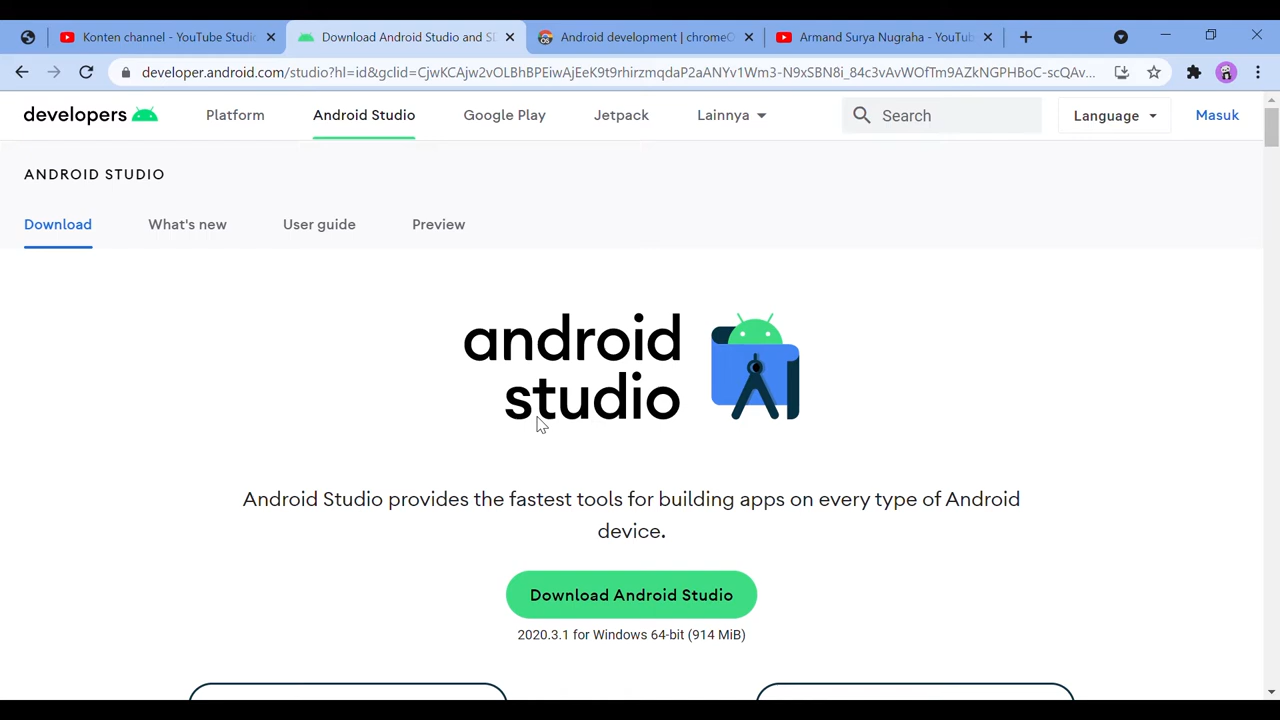 Konten channel - YouTube Studio
Download Android Studio and SD
Android development | chromeO
Armand Surya Nugraha - YouTub
developer.android.com/studio?hl=id&gclid=CjwKCAjw2vOLBhBPEiwAjEeK9t9rhirzmqdaP2aANYv1Wm3-N9xSBN8i_84c3vAvWOfTm9AZkNGPHBoC-scQAv...
developers
Platform
Android Studio
Google Play
Jetpack
Lainnya
Search
Language
Masuk
ANDROID STUDIO
Download
What's new
User guide
Preview
android
studio
Android Studio provides the fastest tools for building apps on every type of Android
device.
Download Android Studio
2020.3.1 for Windows 64-bit (914 MiB)